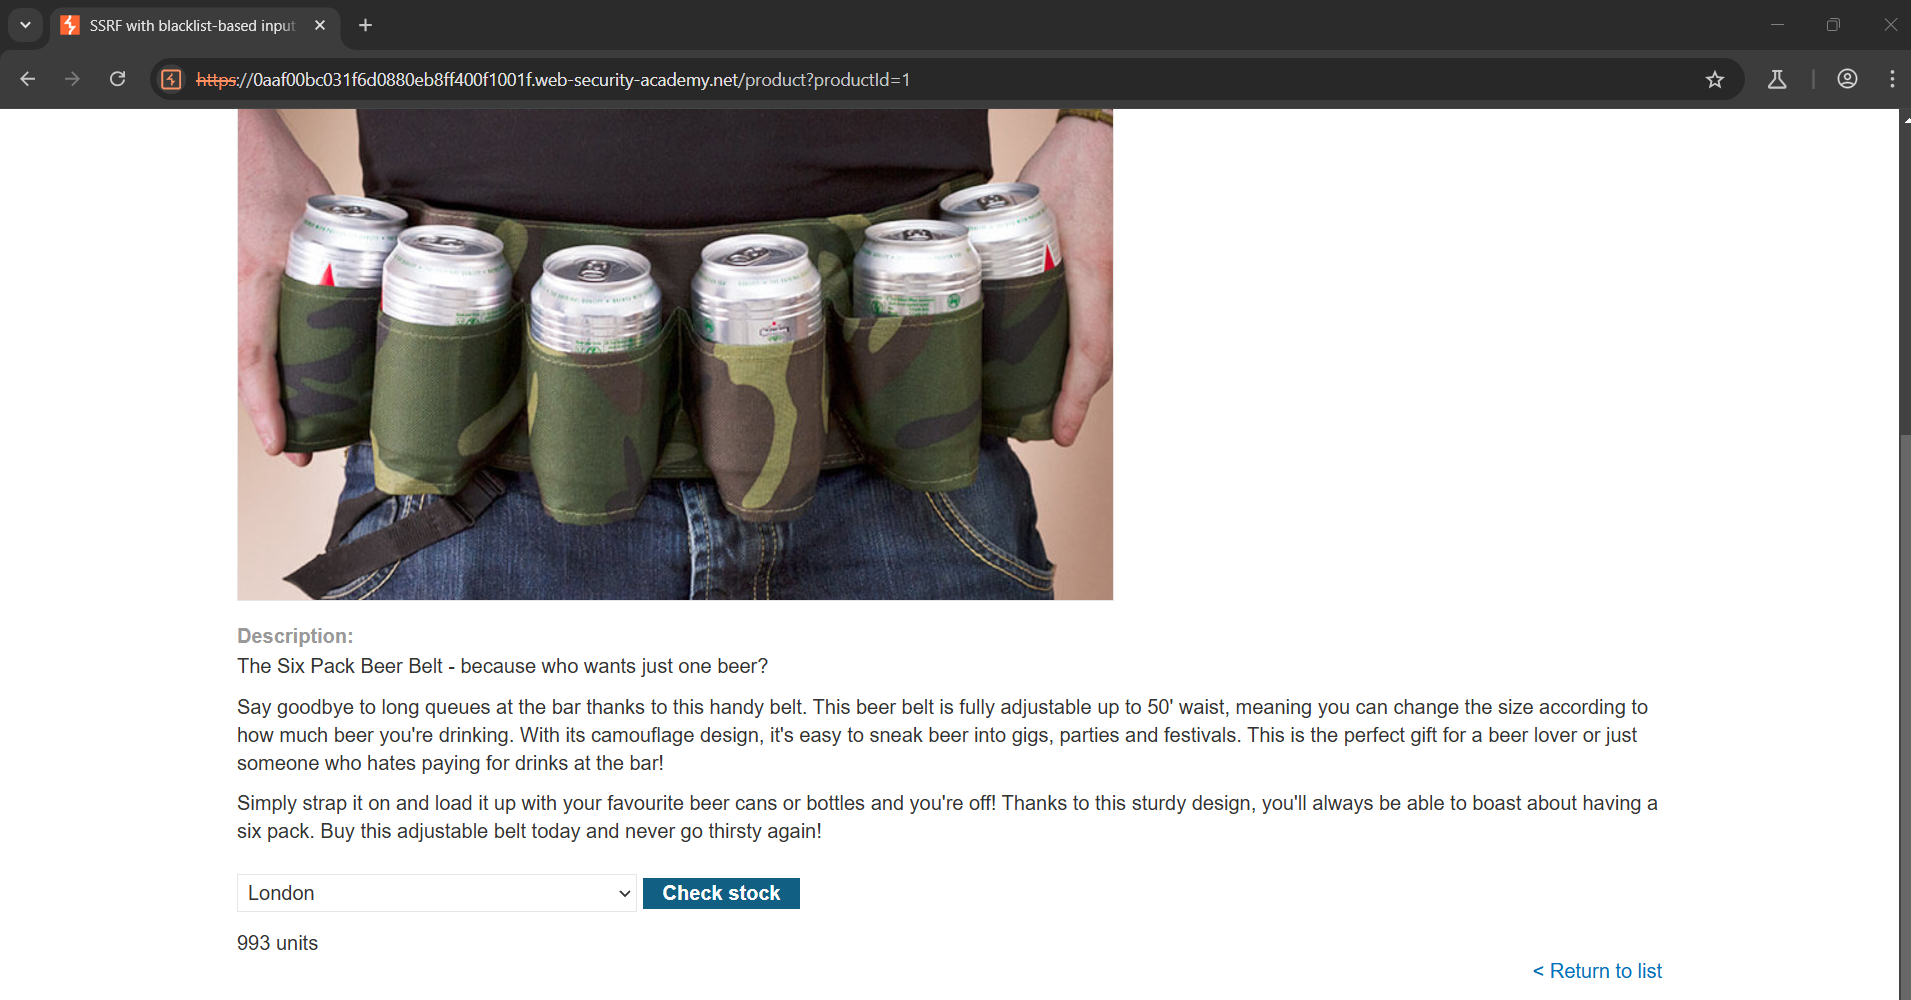 SSRF with blacklist-based input
https://0aaf00bc031f6d0880eb8ff400f1001f.web-security-academy.net/product?productId=1
Description:
The Six Pack Beer Belt - because who wants just one beer?
Say goodbye to long queues at the bar thanks to this handy belt. This beer belt is fully adjustable up to 50' waist, meaning you can change the size according to
how much beer you're drinking. With its camouflage design, it's easy to sneak beer into gigs, parties and festivals. This is the perfect gift for a beer lover or just
someone who hates paying for drinks at the bar!
Simply strap it on and load it up with your favourite beer cans or bottles and you're off! Thanks to this sturdy design, you'll always be able to boast about having a
six pack. Buy this adjustable belt today and never go thirsty again!
London
Check stock
993 units
< Return to list